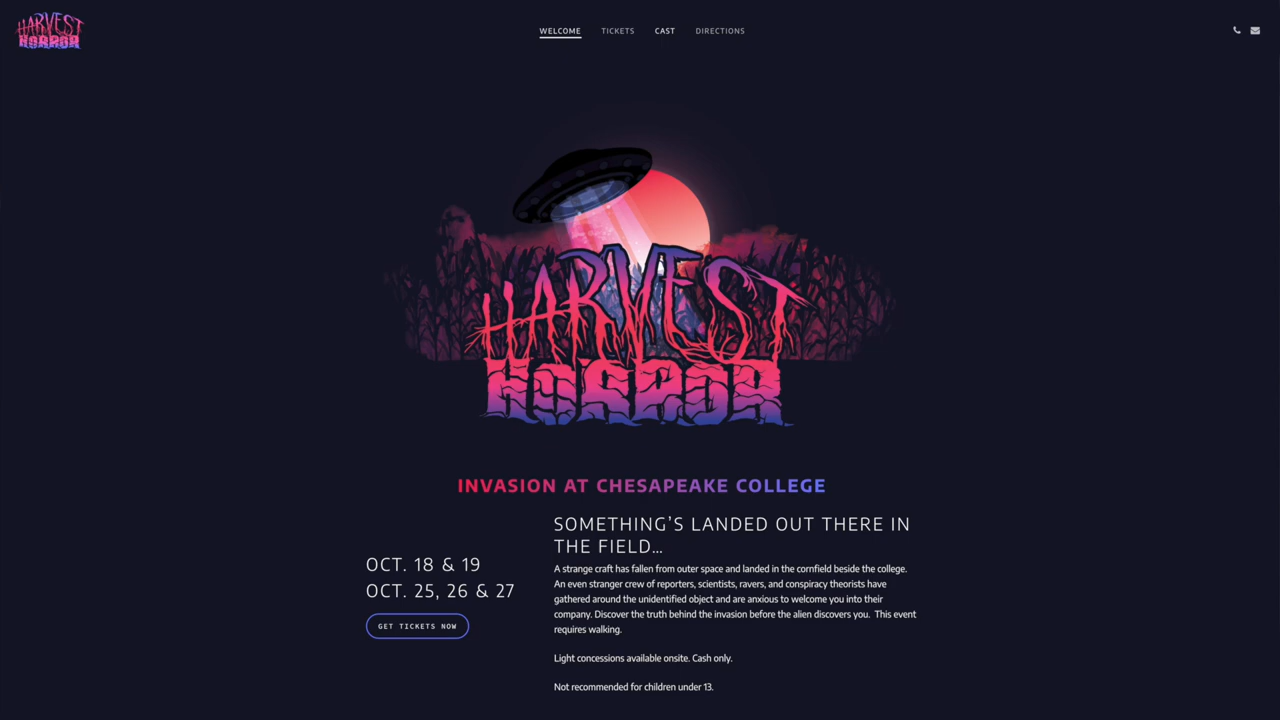 HARVEST
HORROR
WELCOME
TICKETS
CAST
DIRECTIONS
HARVEST
HORROR
INVASION AT CHESAPEAKE COLLEGE
OCT. 18 & 19
OCT. 25, 26 & 27
GET TICKETS NOW
SOMETHING'S LANDED OUT THERE IN
THE FIELD…
A strange craft has fallen from outer space and landed in the cornfield beside the college.
An even stranger crew of reporters, scientists, ravers, and conspiracy theorists have
gathered around the unidentified object and are anxious to welcome you into their
company. Discover the truth behind the invasion before the alien discovers you.  This event
requires walking.
Light concessions available onsite. Cash only.
Not recommended for children under 13.